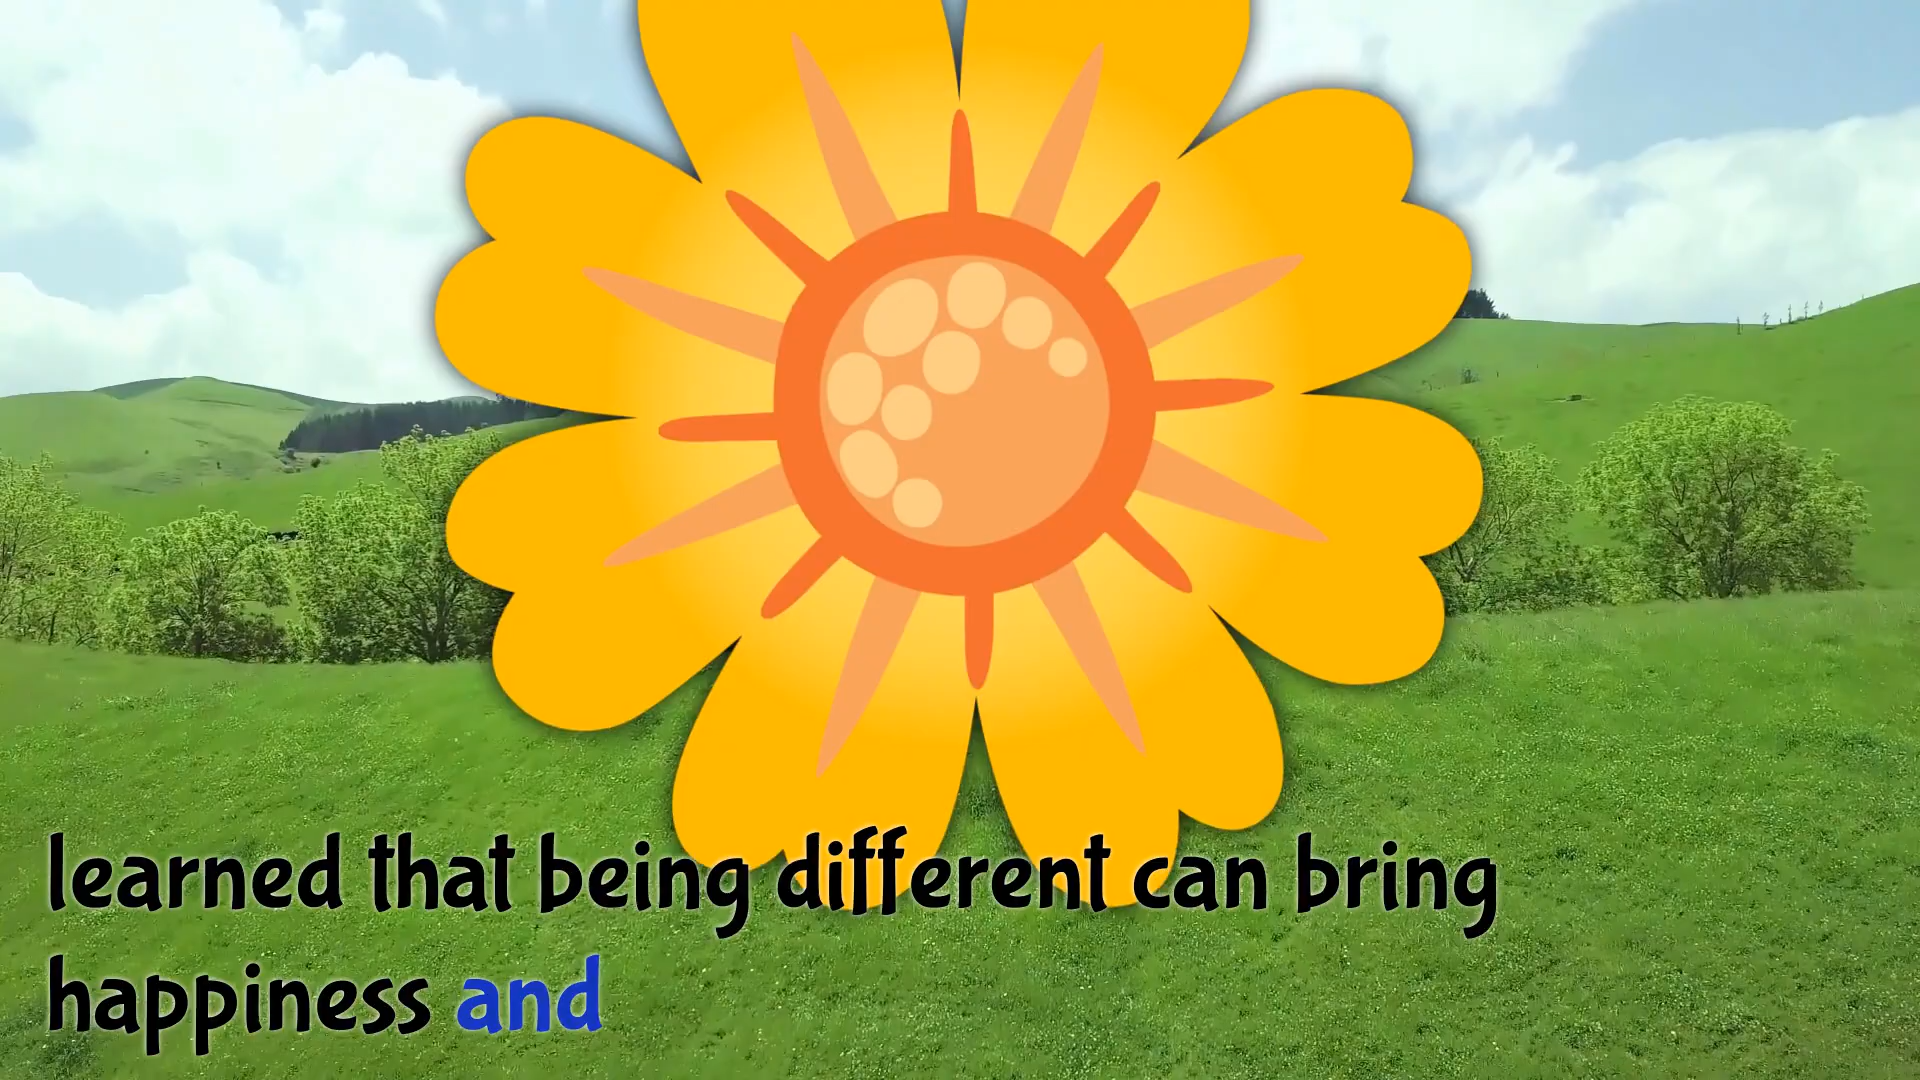 learned that being different can bring
happiness and